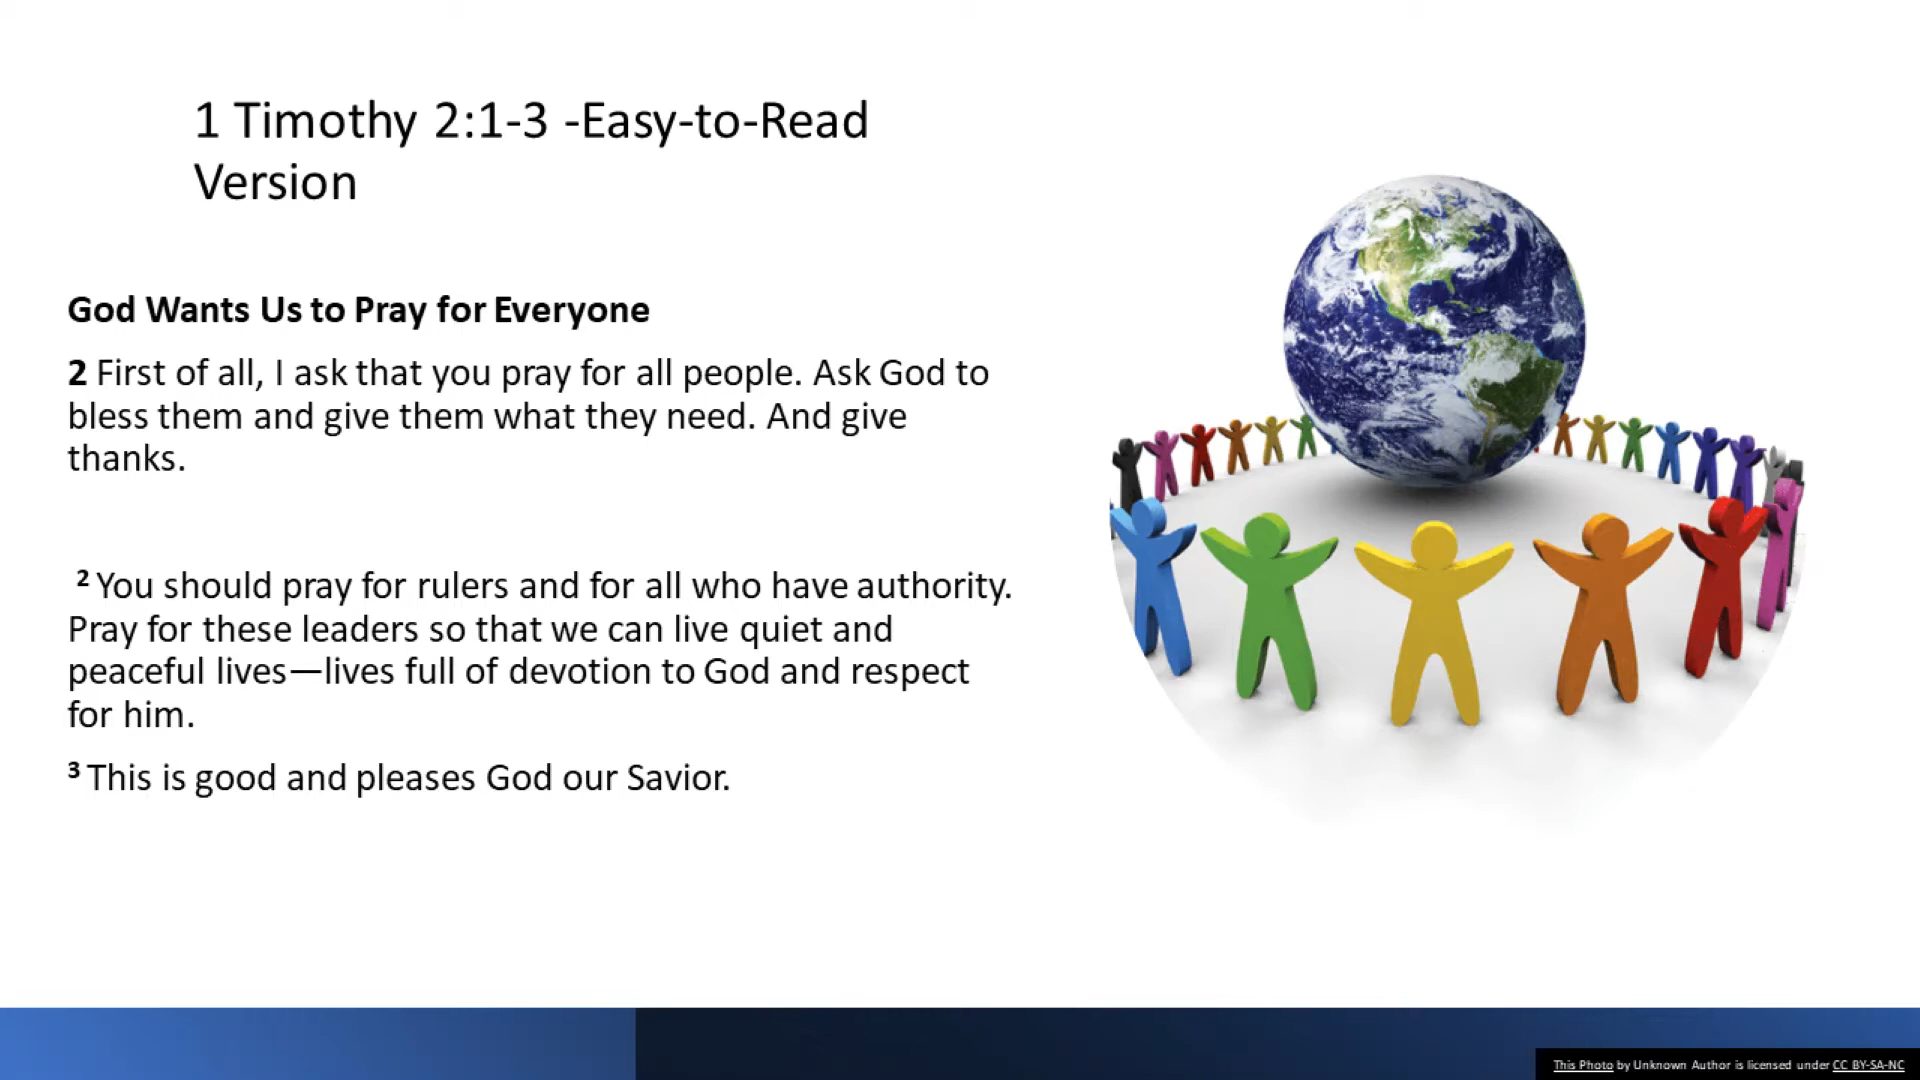 1 Timothy 2:1-3 -Easy-to-Read
Version
God Wants Us to Pray for Everyone
2 First of all, I ask that you pray for all people. Ask God to
bless them and give them what they need. And give
thanks.
2 You should pray for rulers and for all who have authority.
Pray for these leaders so that we can live quiet and
peaceful lives—lives full of devotion to God and respect
for him.
3 This is good and pleases God our Savior.
This Photo by Unknown Author is licensed under CC BY-SA-NC